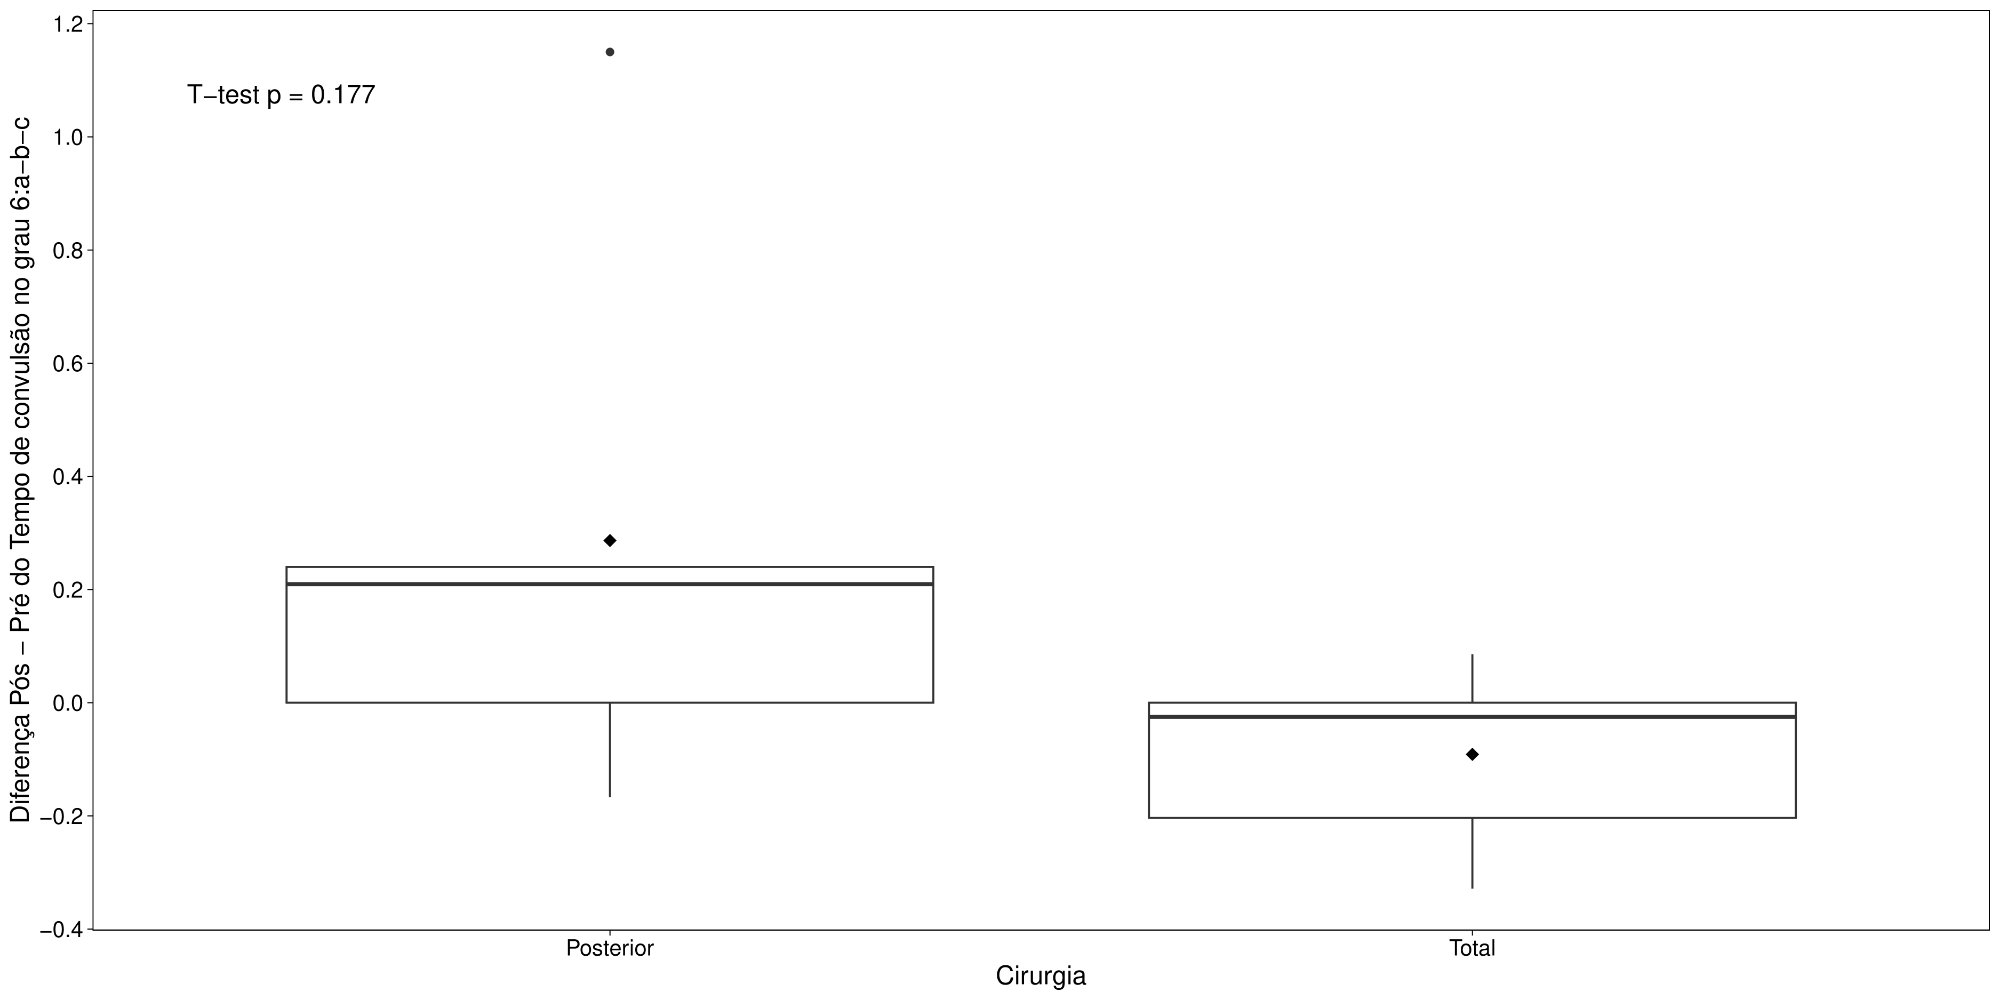 Diferença Pós − Pré do Tempo de convulsão no grau 6:a−b−c
1.2
1.0
0.8
0.6
0.4
0.2
0.0
−0.2
−0.4
T−test p = 0.177
Posterior
Total
Cirurgia